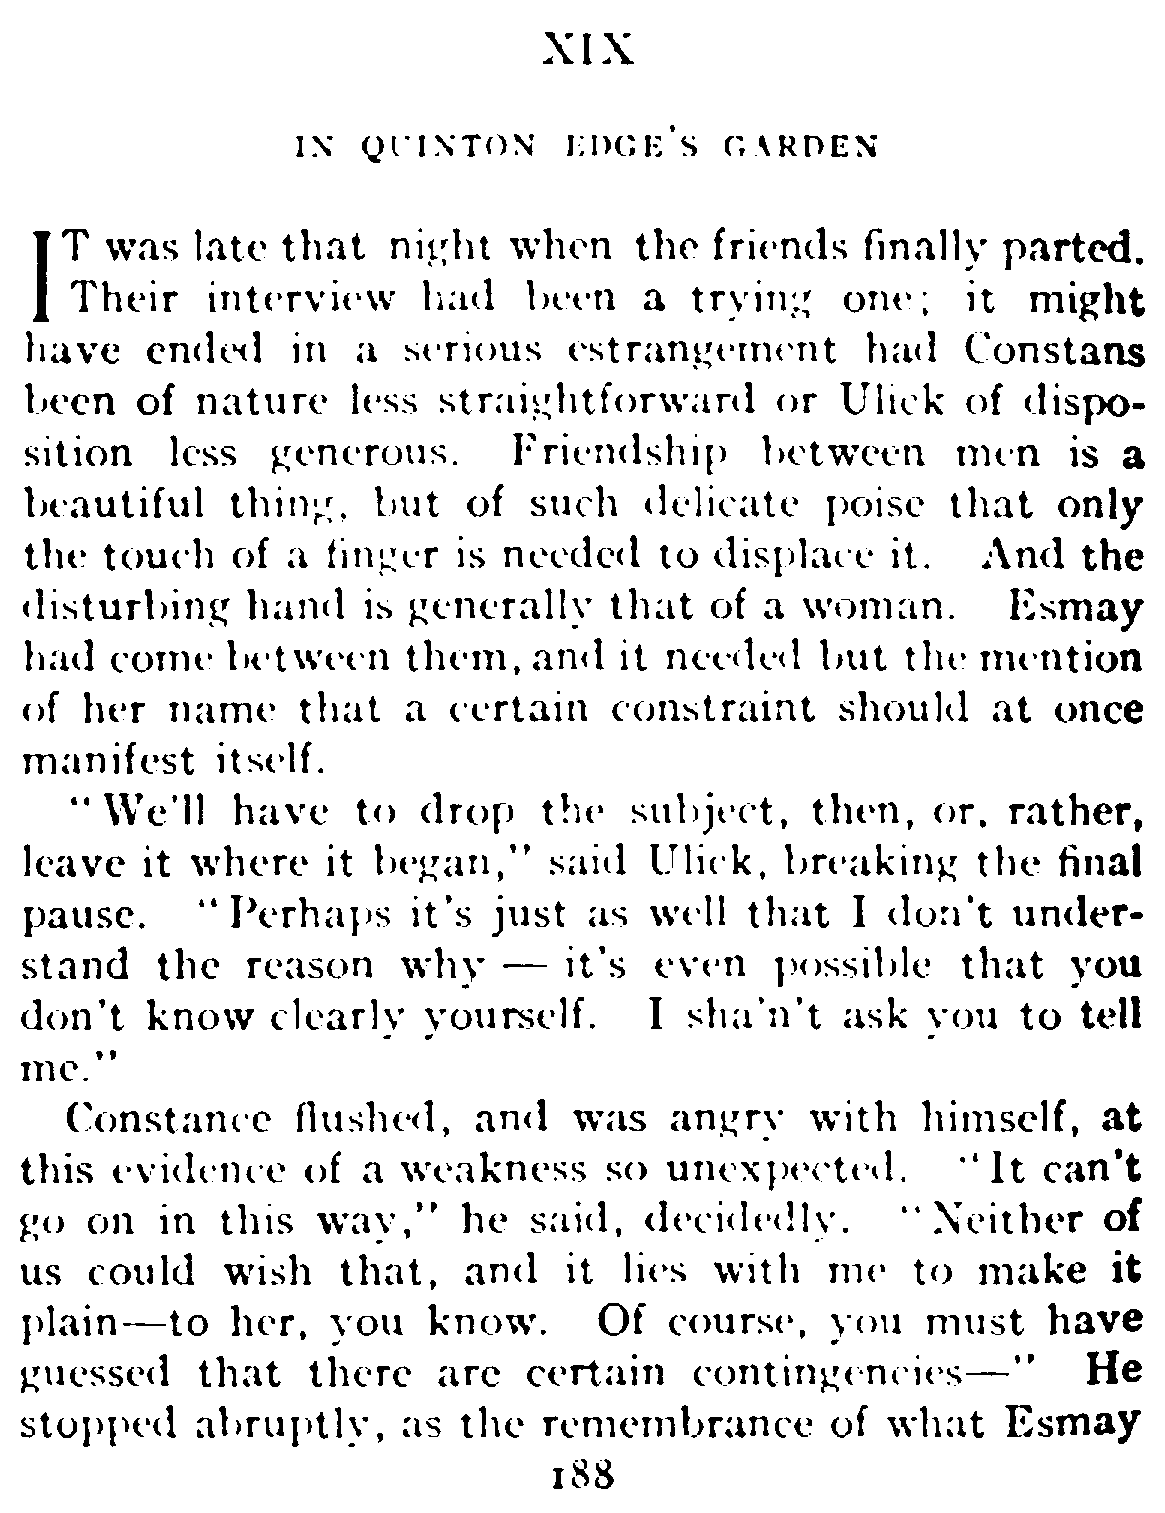 XIX
IN QUINTON EDGE'S GARDEN
IT was late that night when the friends finally parted.
Their interview had been a trying one; it might
have ended in a serious estrangement had Constans
been of nature less straightforward or Ulick of dispo-
sition less generous. Friendship between men is a
beautiful thing, but of such delicate poise that only
the touch of a finger is needed to displace it. And the
disturbing hand is generally that of a woman. Esmay
had come between them, and it needed but the mention
of her name that a certain constraint should at once
manifest itself.
"We'll have to drop the subject, then, or, rather,
leave it where it began," said Ulick, breaking the final
pause. "Perhaps it's just as well that I don't under-
stand the reason why — it's even possible that you
don't know clearly yourself. I sha'n't ask you to tell
me."
Constance flushed, and was angry with himself, at
this evidence of a weakness so unexpected. "It can't
go on in this way," he said, decidedly. "Neither of
us could wish that, and it lies with me to make it
plain—to her, you know. Of course, you must have
guessed that there are certain contingencies—" He
stopped abruptly, as the remembrance of what Esmay
188